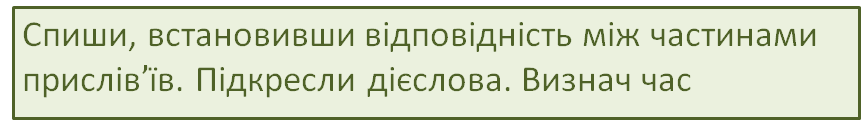 Спиши, встановивши відповідність між частинами
прислів’їв. Підкресли дієслова. Визнач час